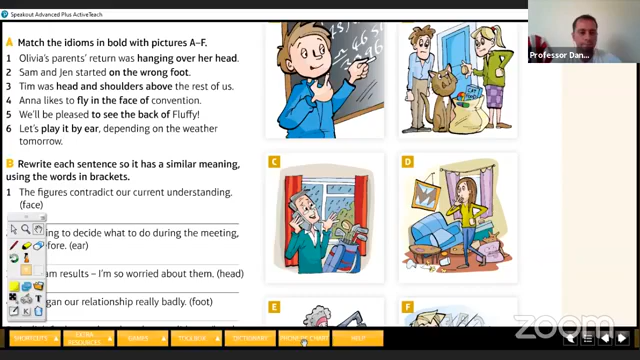 Speakout Advanced Plus ActiveTeach
A Match the idioms in bold with pictures A–F.
1 Olivia's parents' return was hanging over her head.
2 Sam and Jen started on the wrong foot.
3 Tim was head and shoulders above the rest of us.
4 Anna likes to fly in the face of convention.
5 We'll be pleased to see the back of Fluffy!
6 Let's play it by ear, depending on the weather
tomorrow.
B Rewrite each sentence so it has a similar meaning,
using the words in brackets.
1 The figures contradict our current understanding.
(face)
to decide what to do during the meeting,
(ear)
results – I'm so worried about them. (head)
our relationship really badly. (foot)
C
D
E
F
Professor Dan...
SHORTCUTS
EXTRA
RESOURCES
GAMES
TOOLBOX
DICTIONARY
CHART
HELP
zoom